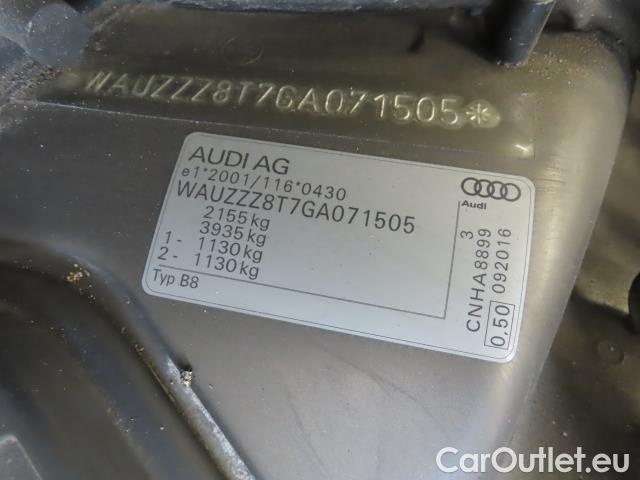 WAUZZZ8T7GA071505*
AUDI AG
e1*2001/116*0430
WAUZZZ8T7GA071505
2155kg
3935kg
1- 1130kg
2- 1130kg
Typ B8
Audi
3
CNHA8899
0,50 092016
CarOutlet.eu